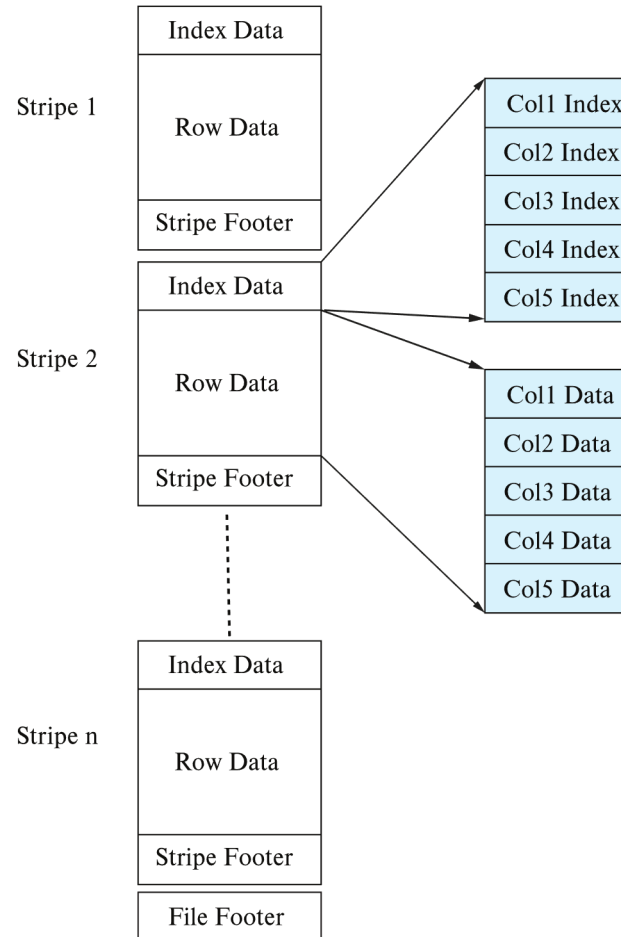 Index Data
Stripe 1
Row Data
Stripe Footer
Index Data
Stripe 2
Row Data
Stripe Footer
Col1 Index
Col2 Index
Col3 Index
Col4 Index
Col5 Index
Col1 Data
Col2 Data
Col3 Data
Col4 Data
Col5 Data
Index Data
Stripe n
Row Data
Stripe Footer
File Footer